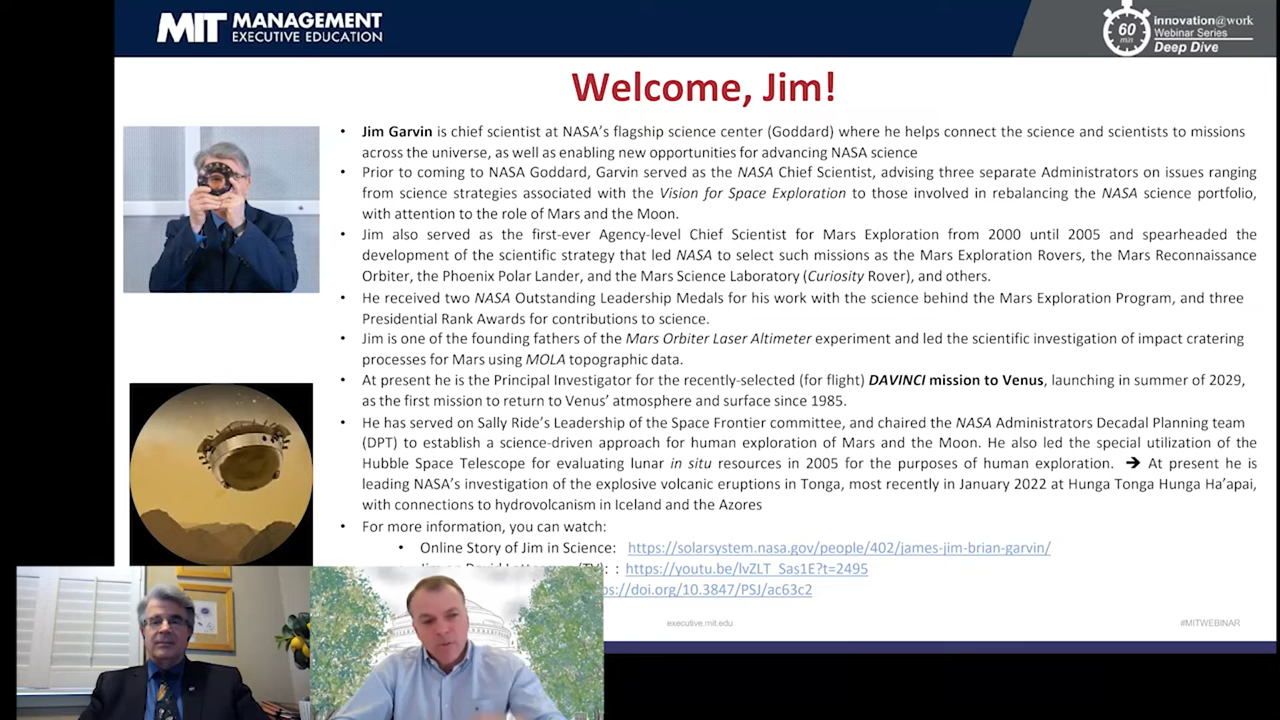 MIT MANAGEMENT
EXECUTIVE EDUCATION
60
min
innovation@work
Webinar Series
Deep Dive
Welcome, Jim!
• Jim Garvin is chief scientist at NASA's flagship science center (Goddard) where he helps connect the science and scientists to missions
across the universe, as well as enabling new opportunities for advancing NASA science
• Prior to coming to NASA Goddard, Garvin served as the NASA Chief Scientist, advising three separate Administrators on issues ranging
from science strategies associated with the Vision for Space Exploration to those involved in rebalancing the NASA science portfolio,
with attention to the role of Mars and the Moon.
• Jim also served as the first-ever Agency-level Chief Scientist for Mars Exploration from 2000 until 2005 and spearheaded the
development of the scientific strategy that led NASA to select such missions as the Mars Exploration Rovers, the Mars Reconnaissance
Orbiter, the Phoenix Polar Lander, and the Mars Science Laboratory (Curiosity Rover), and others.
• He received two NASA Outstanding Leadership Medals for his work with the science behind the Mars Exploration Program, and three
Presidential Rank Awards for contributions to science.
• Jim is one of the founding fathers of the Mars Orbiter Laser Altimeter experiment and led the scientific investigation of impact cratering
processes for Mars using MOLA topographic data.
• At present he is the Principal Investigator for the recently-selected (for flight) DAVINCI mission to Venus, launching in summer of 2029,
as the first mission to return to Venus' atmosphere and surface since 1985.
• He has served on Sally Ride's Leadership of the Space Frontier committee, and chaired the NASA Administrators Decadal Planning team
(DPT) to establish a science-driven approach for human exploration of Mars and the Moon. He also led the special utilization of the
Hubble Space Telescope for evaluating lunar in situ resources in 2005 for the purposes of human exploration. ➔ At present he is
leading NASA's investigation of the explosive volcanic eruptions in Tonga, most recently in January 2022 at Hunga Tonga Hunga Ha'apai,
with connections to hydrovolcanism in Iceland and the Azores
• For more information, you can watch:
• Online Story of Jim in Science: https://solarsystem.nasa.gov/people/402/james-jim-brian-garvin/
: https://youtu.be/lvZLT_Sas1E?t=2495
ps://doi.org/10.3847/PSJ/ac63c2
executive.mit.edu
#MITWEBINAR